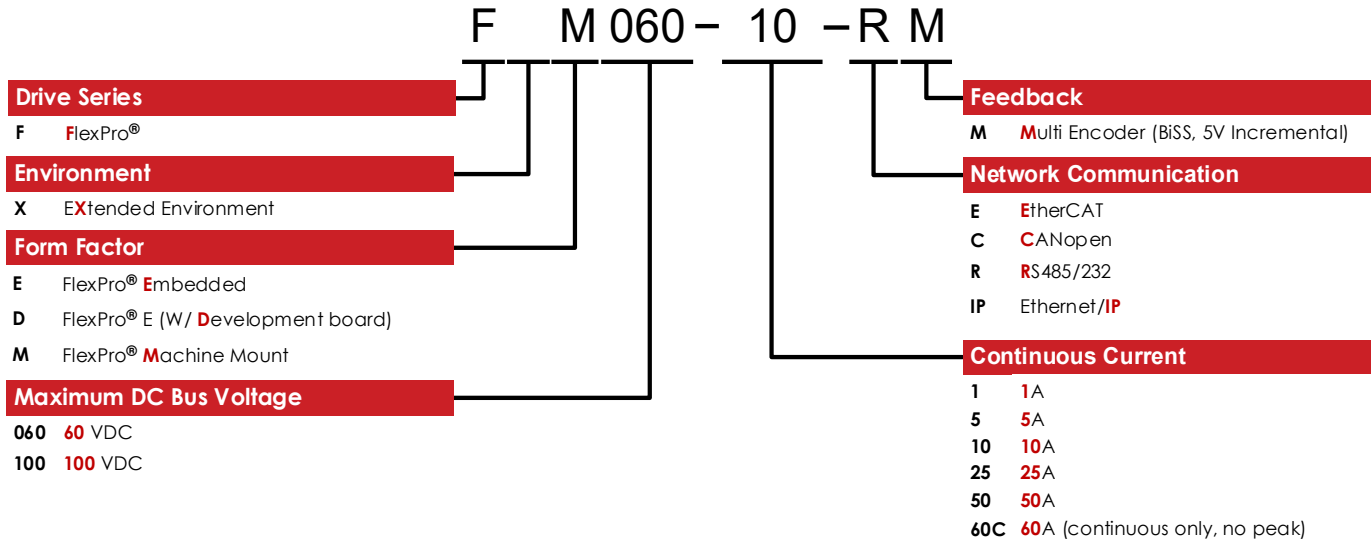 F M 060 – 10 – R M
Drive Series
F FlexPro®
Environment
X EXtended Environment
Form Factor
E FlexPro® Embedded
D FlexPro® E (W/ Development board)
M FlexPro® Machine Mount
Maximum DC Bus Voltage
060 60 VDC
100 100 VDC
Feedback
M Multi Encoder (BiSS, 5V Incremental)
Network Communication
E EtherCAT
C CANopen
R RS485/232
IP Ethernet/IP
Continuous Current
1 1A
5 5A
10 10A
25 25A
50 50A
60C 60A (continuous only, no peak)